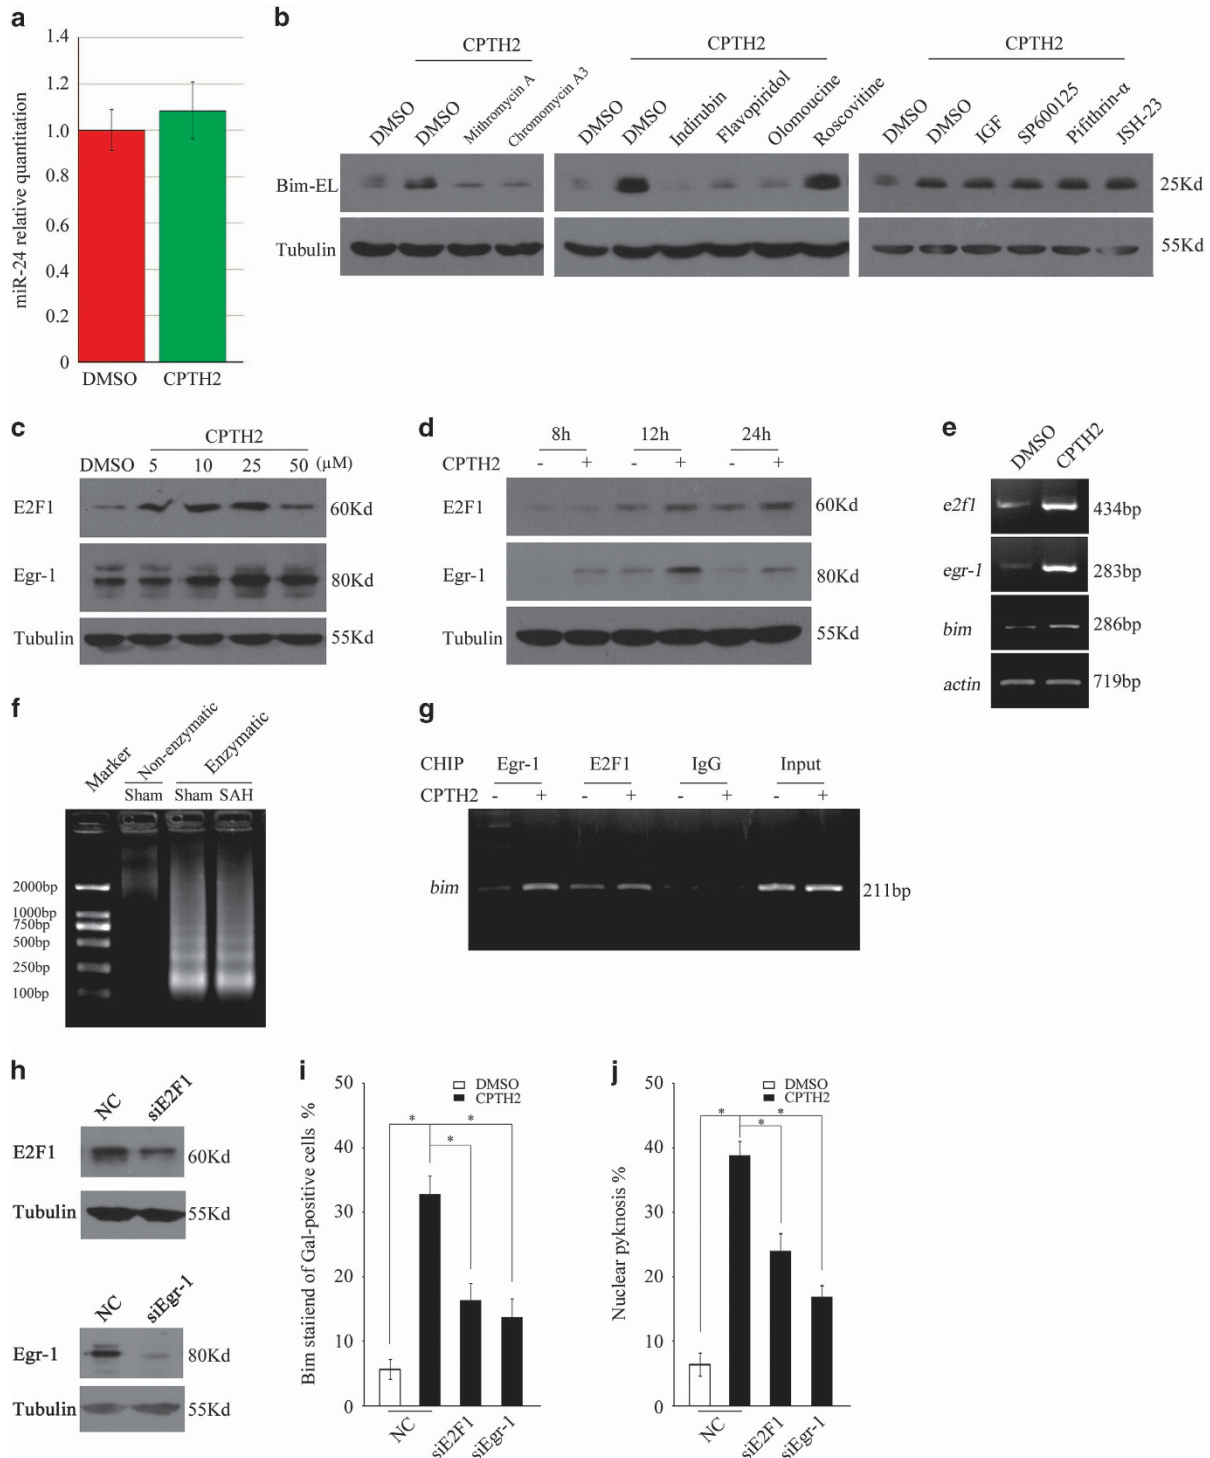 a
miR-24 relative quantitation
1.4
1.2
1.0
0.8
0.6
0.4
0.2
0
DMSO CPTH2
b
CPTH2 CPTH2 CPTH2
DMSO DMSO Mithromycin A Chromomycin A3 DMSO DMSO Indirubin Flavopiridol Olomoucine Roscovitine DMSO DMSO IGF SP600125 Pifithrin-α JSH-23
Bim-EL 25Kd
Tubulin 55Kd
c
CPTH2
DMSO 5 10 25 50 (μM)
E2F1 60Kd
Egr-1 80Kd
Tubulin 55Kd
d
8h 12h 24h
CPTH2 - + - + - +
E2F1 60Kd
Egr-1 80Kd
Tubulin 55Kd
e
DMSO CPTH2
e2f1 434bp
egr-1 283bp
bim 286bp
actin 719bp
f
Marker Non-enzymatic Enzymatic
Sham Sham SAH
2000bp
1000bp
750bp
500bp
250bp
100bp
g
CHIP Egr-1 E2F1 IgG Input
CPTH2 - + - + - + - +
bim 211bp
h
NC siE2F1
E2F1 60Kd
Tubulin 55Kd
NC siEgr-1
Egr-1 80Kd
Tubulin 55Kd
i
Bim staiiend of Gal-positive cells %
50
40
30
20
10
0
DMSO
CPTH2
* *
*
NC siE2F1 siEgr-1
j
Nuclear pyknosis %
50
40
30
20
10
0
DMSO
CPTH2
* *
*
NC siE2F1 siEgr-1